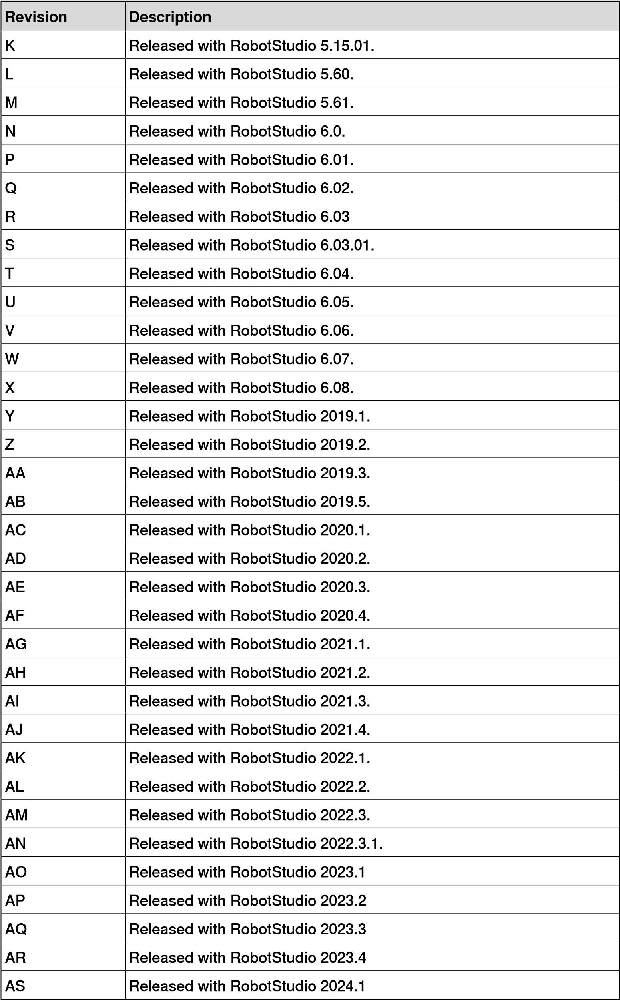 Revision Description
K Released with RobotStudio 5.15.01.
L Released with RobotStudio 5.60.
M Released with RobotStudio 5.61.
N Released with RobotStudio 6.0.
P Released with RobotStudio 6.01.
Q Released with RobotStudio 6.02.
R Released with RobotStudio 6.03
S Released with RobotStudio 6.03.01.
T Released with RobotStudio 6.04.
U Released with RobotStudio 6.05.
V Released with RobotStudio 6.06.
W Released with RobotStudio 6.07.
X Released with RobotStudio 6.08.
Y Released with RobotStudio 2019.1.
Z Released with RobotStudio 2019.2.
AA Released with RobotStudio 2019.3.
AB Released with RobotStudio 2019.5.
AC Released with RobotStudio 2020.1.
AD Released with RobotStudio 2020.2.
AE Released with RobotStudio 2020.3.
AF Released with RobotStudio 2020.4.
AG Released with RobotStudio 2021.1.
AH Released with RobotStudio 2021.2.
AI Released with RobotStudio 2021.3.
AJ Released with RobotStudio 2021.4.
AK Released with RobotStudio 2022.1.
AL Released with RobotStudio 2022.2.
AM Released with RobotStudio 2022.3.
AN Released with RobotStudio 2022.3.1.
AO Released with RobotStudio 2023.1
AP Released with RobotStudio 2023.2
AQ Released with RobotStudio 2023.3
AR Released with RobotStudio 2023.4
AS Released with RobotStudio 2024.1